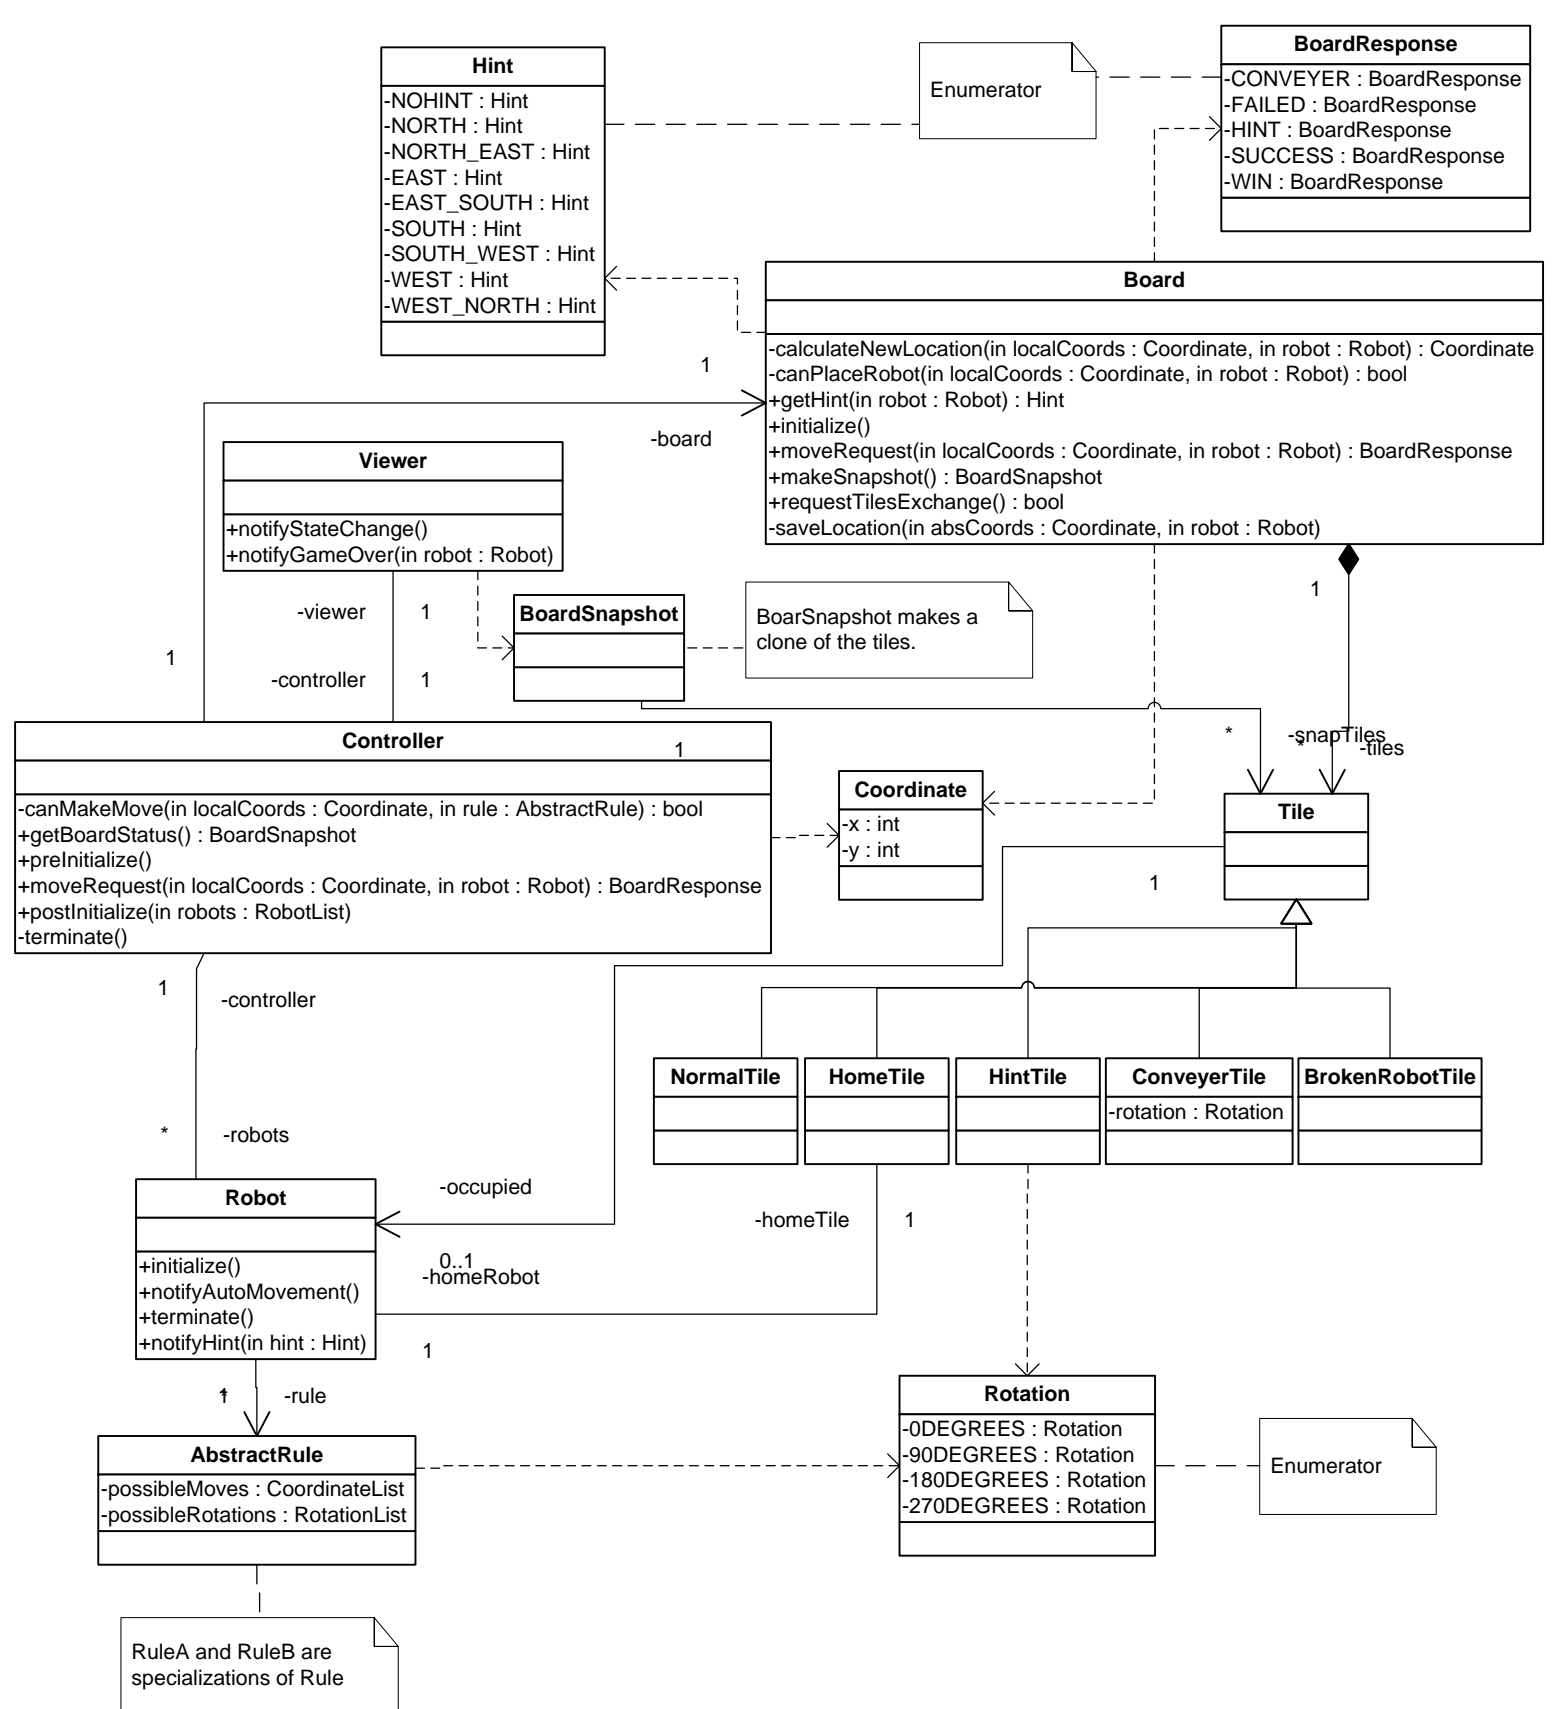 Hint
-NOHINT : Hint
-NORTH : Hint
-NORTH_EAST : Hint
-EAST : Hint
-EAST_SOUTH : Hint
-SOUTH : Hint
-SOUTH_WEST : Hint
-WEST : Hint
-WEST_NORTH : Hint
Enumerator
BoardResponse
-CONVEYER : BoardResponse
-FAILED : BoardResponse
-HINT : BoardResponse
-SUCCESS : BoardResponse
-WIN : BoardResponse
Board
-calculateNewLocation(in localCoords : Coordinate, in robot : Robot) : Coordinate
-canPlaceRobot(in localCoords : Coordinate, in robot : Robot) : bool
+getHint(in robot : Robot) : Hint
+initialize()
+moveRequest(in localCoords : Coordinate, in robot : Robot) : BoardResponse
+makeSnapshot() : BoardSnapshot
+requestTilesExchange() : bool
-saveLocation(in absCoords : Coordinate, in robot : Robot)
1
-board
1
Viewer
+notifyStateChange()
+notifyGameOver(in robot : Robot)
-viewer
1
-controller
1
BoardSnapshot
BoarSnapshot makes a
clone of the tiles.
1
*
-snapTiles
*
-tiles
Controller
1
-canMakeMove(in localCoords : Coordinate, in rule : AbstractRule) : bool
+getBoardStatus() : BoardSnapshot
+preInitialize()
+moveRequest(in localCoords : Coordinate, in robot : Robot) : BoardResponse
+postInitialize(in robots : RobotList)
-terminate()
Coordinate
-x : int
-y : int
Tile
1
1
-controller
*
-robots
NormalTile
HomeTile
HintTile
ConveyerTile
-rotation : Rotation
BrokenRobotTile
Robot
+initialize()
+notifyAutoMovement()
+terminate()
+notifyHint(in hint : Hint)
-occupied
0..1
-homeRobot
1
-homeTile
1
*
1
-rule
AbstractRule
-possibleMoves : CoordinateList
-possibleRotations : RotationList
Rotation
-0DEGREES : Rotation
-90DEGREES : Rotation
-180DEGREES : Rotation
-270DEGREES : Rotation
Enumerator
RuleA and RuleB are
specializations of Rule